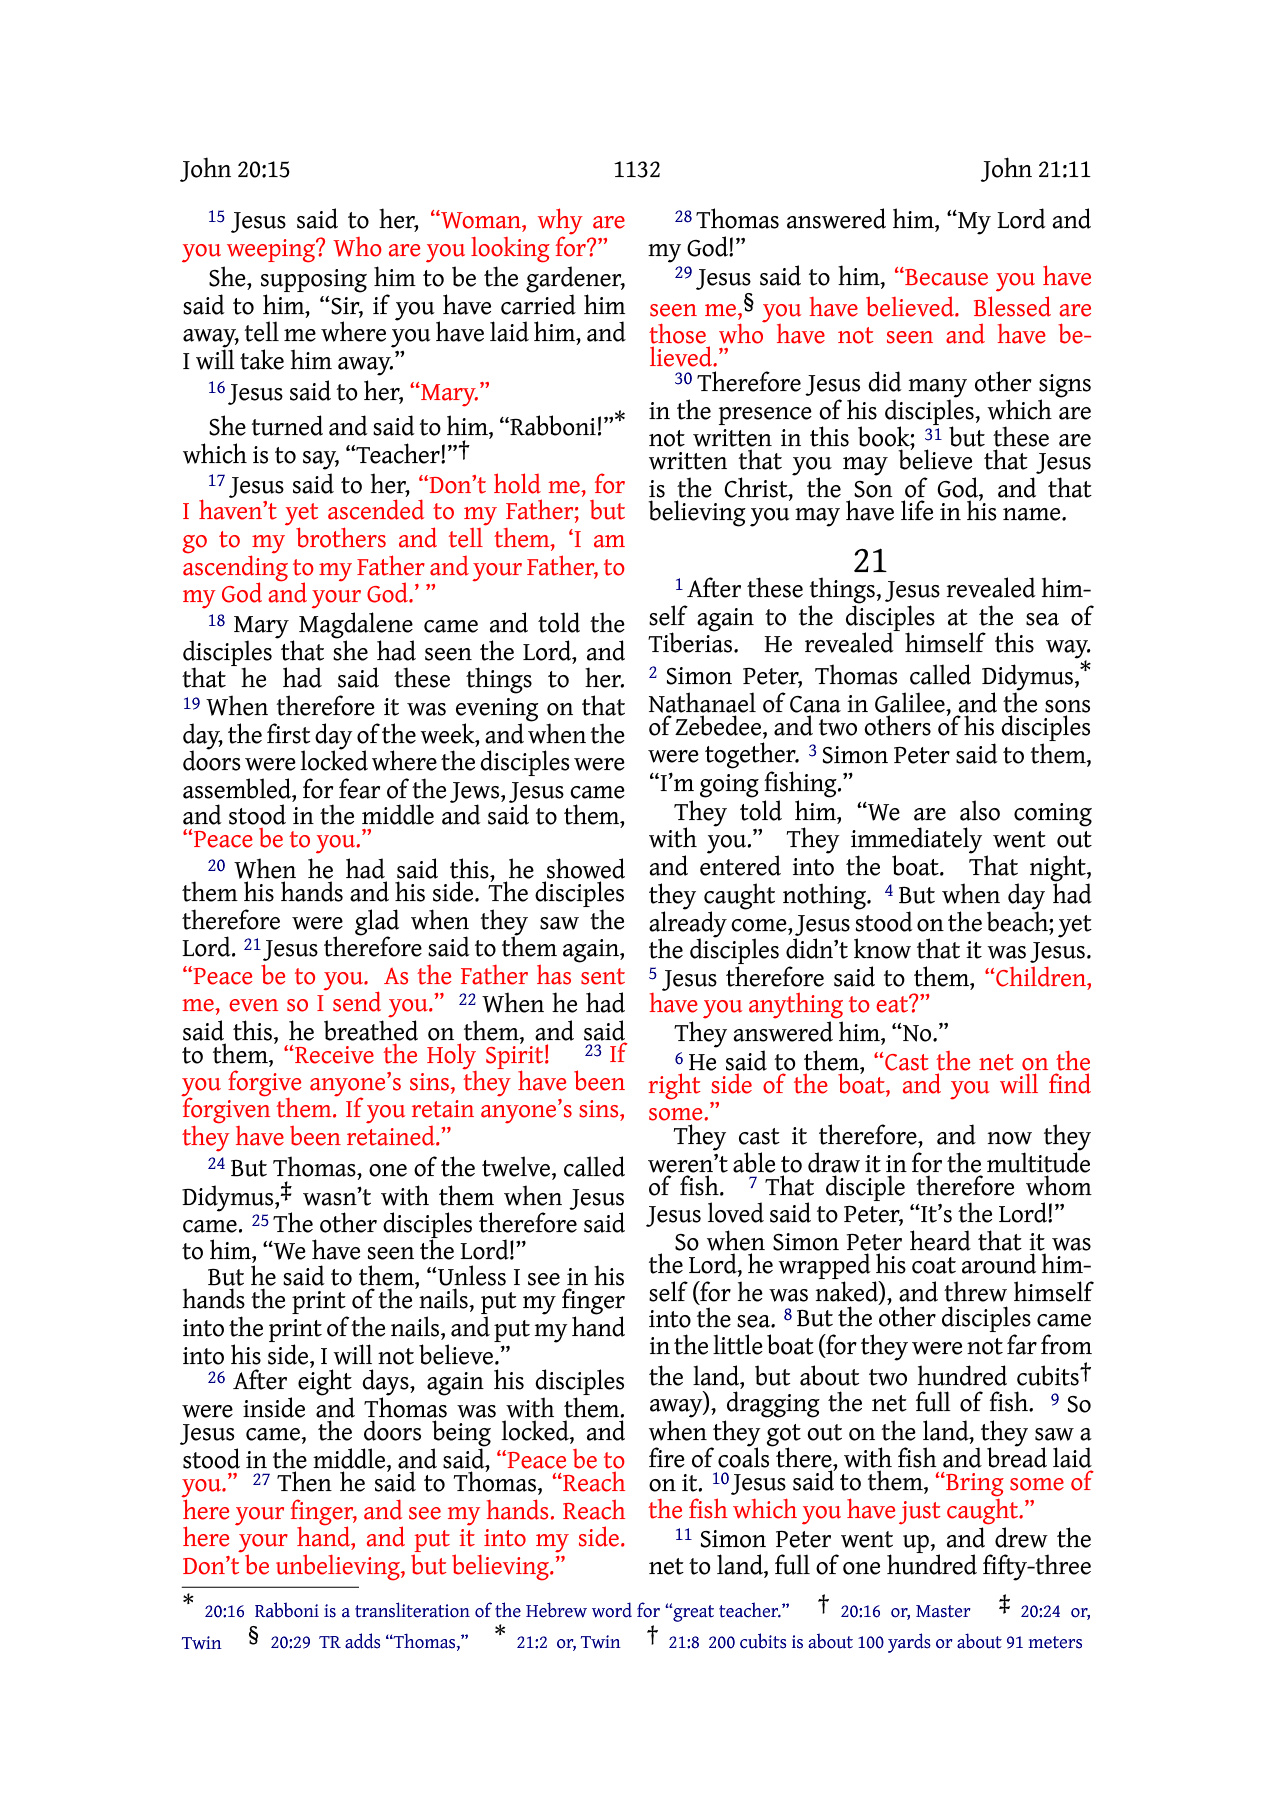 John 20:15 1132 John 21:11
15 Jesus said to her, “Woman, why are
you weeping? Who are you looking for?”
She, supposing him to be the gardener,
said to him, “Sir, if you have carried him
away, tell me where you have laid him, and
I will take him away.”
16 Jesus said to her, “Mary.”
She turned and said to him, “Rabboni!”*
which is to say, “Teacher!”†
17 Jesus said to her, “Don’t hold me, for
I haven’t yet ascended to my Father; but
go to my brothers and tell them, ‘I am
ascending to my Father and your Father, to
my God and your God.’ ”
18 Mary Magdalene came and told the
disciples that she had seen the Lord, and
that he had said these things to her.
19 When therefore it was evening on that
day, the first day of the week, and when the
doors were locked where the disciples were
assembled, for fear of the Jews, Jesus came
and stood in the middle and said to them,
“Peace be to you.”
20 When he had said this, he showed
them his hands and his side. The disciples
therefore were glad when they saw the
Lord. 21 Jesus therefore said to them again,
“Peace be to you. As the Father has sent
me, even so I send you.” 22 When he had
said this, he breathed on them, and said
to them, “Receive the Holy Spirit! 23 If
you forgive anyone’s sins, they have been
forgiven them. If you retain anyone’s sins,
they have been retained.”
24 But Thomas, one of the twelve, called
Didymus,‡ wasn’t with them when Jesus
came. 25 The other disciples therefore said
to him, “We have seen the Lord!”
But he said to them, “Unless I see in his
hands the print of the nails, put my finger
into the print of the nails, and put my hand
into his side, I will not believe.”
26 After eight days, again his disciples
were inside and Thomas was with them.
Jesus came, the doors being locked, and
stood in the middle, and said, “Peace be to
you.” 27 Then he said to Thomas, “Reach
here your finger, and see my hands. Reach
here your hand, and put it into my side.
Don’t be unbelieving, but believing.”
28 Thomas answered him, “My Lord and
my God!”
29 Jesus said to him, “Because you have
seen me,§ you have believed. Blessed are
those who have not seen and have be-
lieved.”
30 Therefore Jesus did many other signs
in the presence of his disciples, which are
not written in this book; 31 but these are
written that you may believe that Jesus
is the Christ, the Son of God, and that
believing you may have life in his name.
21
1 After these things, Jesus revealed him-
self again to the disciples at the sea of
Tiberias. He revealed himself this way.
2 Simon Peter, Thomas called Didymus,*
Nathanael of Cana in Galilee, and the sons
of Zebedee, and two others of his disciples
were together. 3 Simon Peter said to them,
“I’m going fishing.”
They told him, “We are also coming
with you.” They immediately went out
and entered into the boat. That night,
they caught nothing. 4 But when day had
already come, Jesus stood on the beach; yet
the disciples didn’t know that it was Jesus.
5 Jesus therefore said to them, “Children,
have you anything to eat?”
They answered him, “No.”
6 He said to them, “Cast the net on the
right side of the boat, and you will find
some.”
They cast it therefore, and now they
weren’t able to draw it in for the multitude
of fish. 7 That disciple therefore whom
Jesus loved said to Peter, “It’s the Lord!”
So when Simon Peter heard that it was
the Lord, he wrapped his coat around him-
self (for he was naked), and threw himself
into the sea. 8 But the other disciples came
in the little boat (for they were not far from
the land, but about two hundred cubits†
away), dragging the net full of fish. 9 So
when they got out on the land, they saw a
fire of coals there, with fish and bread laid
on it. 10 Jesus said to them, “Bring some of
the fish which you have just caught.”
11 Simon Peter went up, and drew the
net to land, full of one hundred fifty-three
* 20:16 Rabboni is a transliteration of the Hebrew word for “great teacher.” † 20:16 or, Master ‡ 20:24 or,
Twin § 20:29 TR adds “Thomas,” * 21:2 or, Twin † 21:8 200 cubits is about 100 yards or about 91 meters